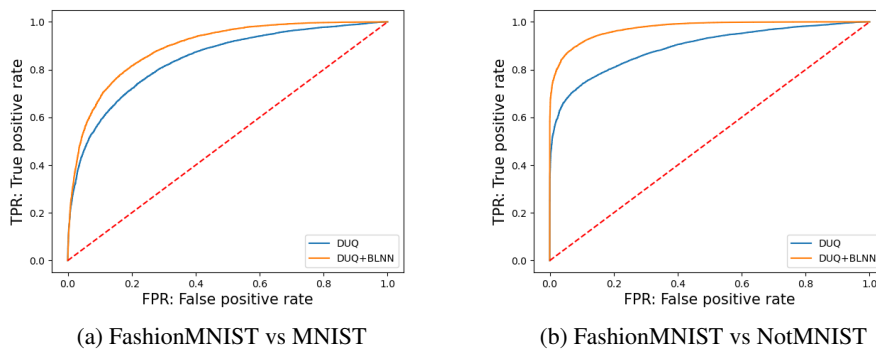 1.0
0.8
0.6
0.4
0.2
0.0
TPR: True positive rate
0.0 0.2 0.4 0.6 0.8 1.0
FPR: False positive rate
DUQ
DUQ+BLNN
(a) FashionMNIST vs MNIST
1.0
0.8
0.6
0.4
0.2
0.0
TPR: True positive rate
0.0 0.2 0.4 0.6 0.8 1.0
FPR: False positive rate
DUQ
DUQ+BLNN
(b) FashionMNIST vs NotMNIST